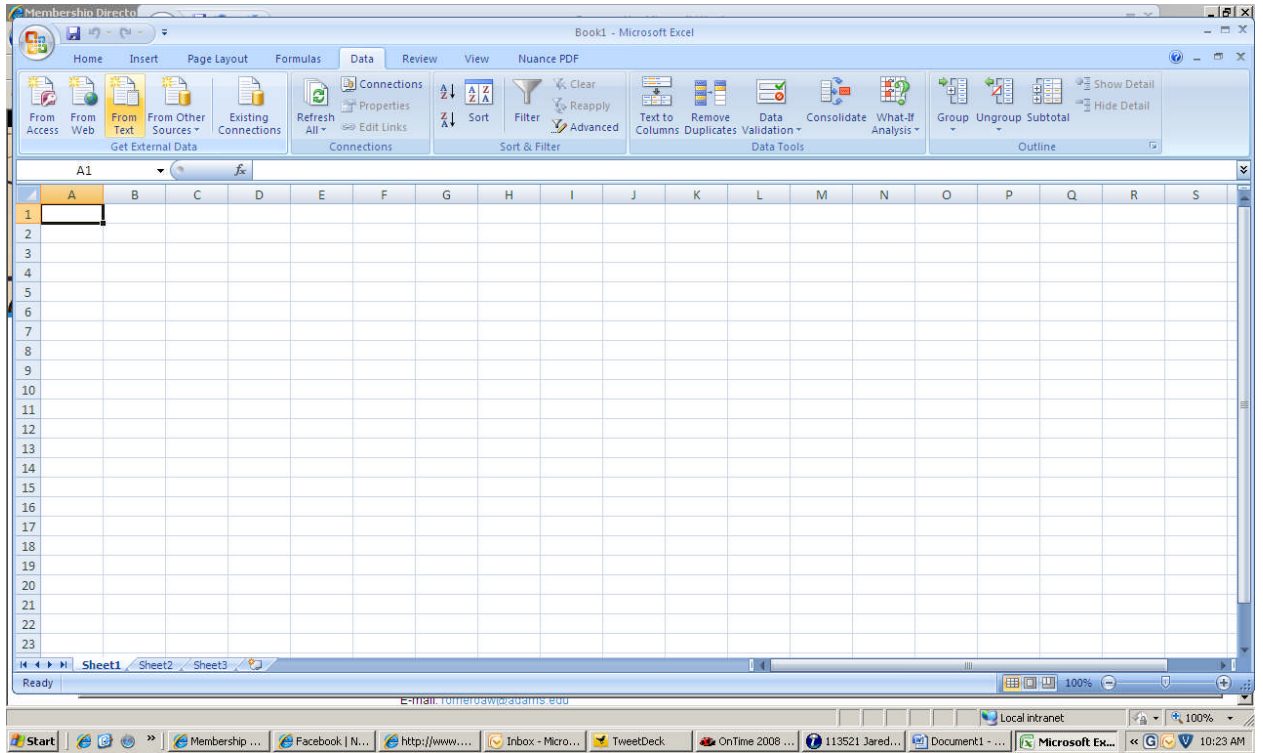 Membership Directo
Book1 - Microsoft Excel
Home Insert Page Layout Formulas Data Review View Nuance PDF
From Access From Web From Text From Other Sources Existing Connections
Get External Data
Refresh All Connections Properties Edit Links
Connections
Sort Filter Clear Reapply Advanced
Sort & Filter
Text to Columns Remove Duplicates Data Validation Consolidate What-If Analysis
Data Tools
Group Ungroup Subtotal Show Detail Hide Detail
Outline
A1 fx
A B C D E F G H I J K L M N O P Q R S
1
2
3
4
5
6
7
8
9
10
11
12
13
14
15
16
17
18
19
20
21
22
23
Sheet1 Sheet2 Sheet3
Ready 100%
E-mail: romeroaw@adams.edu
Local intranet 100%
Start Membership ... Facebook | N... http://www.... Inbox - Micro... TweetDeck OnTime 2008 ... 113521 Jared... Document1 - ... Microsoft Ex... 10:23 AM